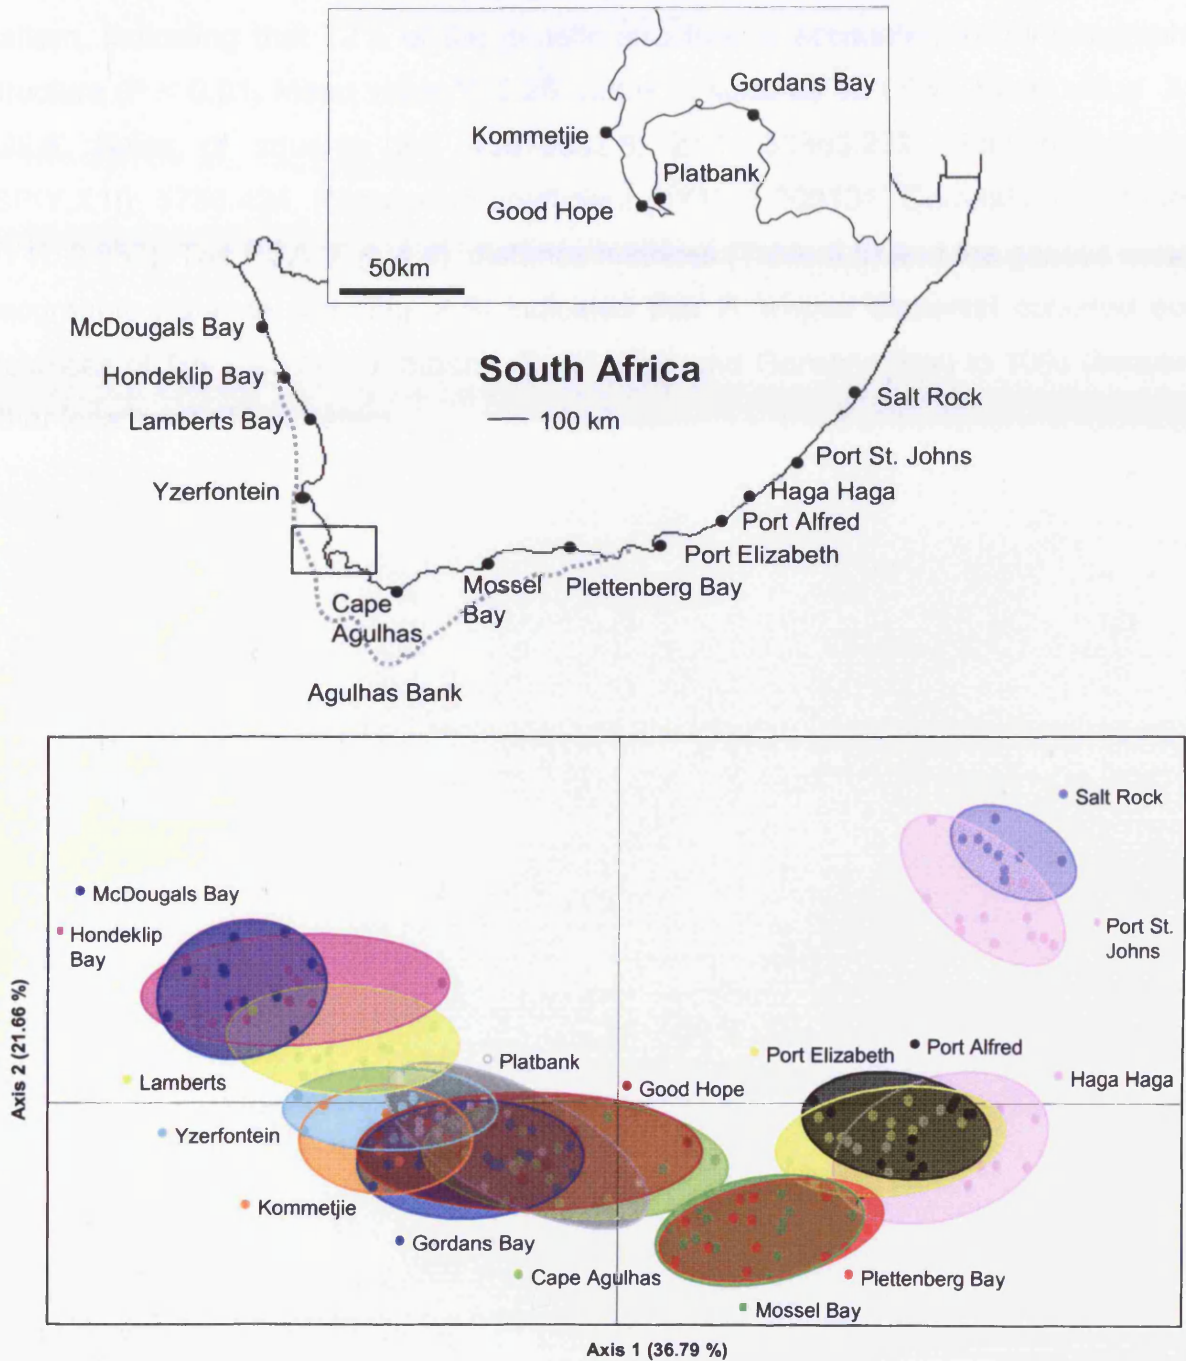 Gordans Bay
Kommetjie
Platbank
Good Hope
50km
McDougals Bay
South Africa
Hondeklip Bay
Salt Rock
Lamberts Bay
100 km
Port St. Johns
Yzerfontein
Haga Haga
Port Alfred
Port Elizabeth
Mossel
Bay
Plettenberg Bay
Cape
Agulhas
Agulhas Bank
Salt Rock
McDougals Bay
Hondeklip
Bay
Port St.
Johns
Axis 2 (21.66 %)
Platbank
Port Elizabeth
Port Alfred
Lamberts
Good Hope
Haga Haga
Yzerfontein
Kommetjie
Gordans Bay
Cape Agulhas
Plettenberg Bay
Mossel Bay
Axis 1 (36.79 %)